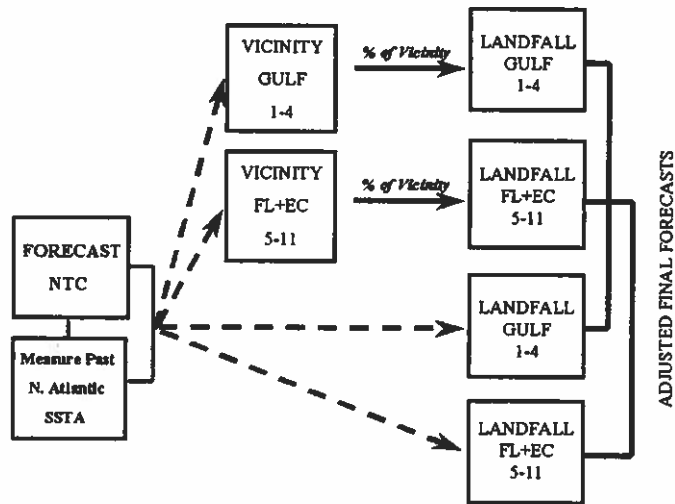 VICINITY
GULF
1-4
% of Vicinity
LANDFALL
GULF
1-4
VICINITY
FL+EC
5-11
% of Vicinity
LANDFALL
FL+EC
5-11
FORECAST
NTC
Measure Past
N. Atlantic
SSTA
LANDFALL
GULF
1-4
LANDFALL
FL+EC
5-11
ADJUSTED FINAL FORECASTS